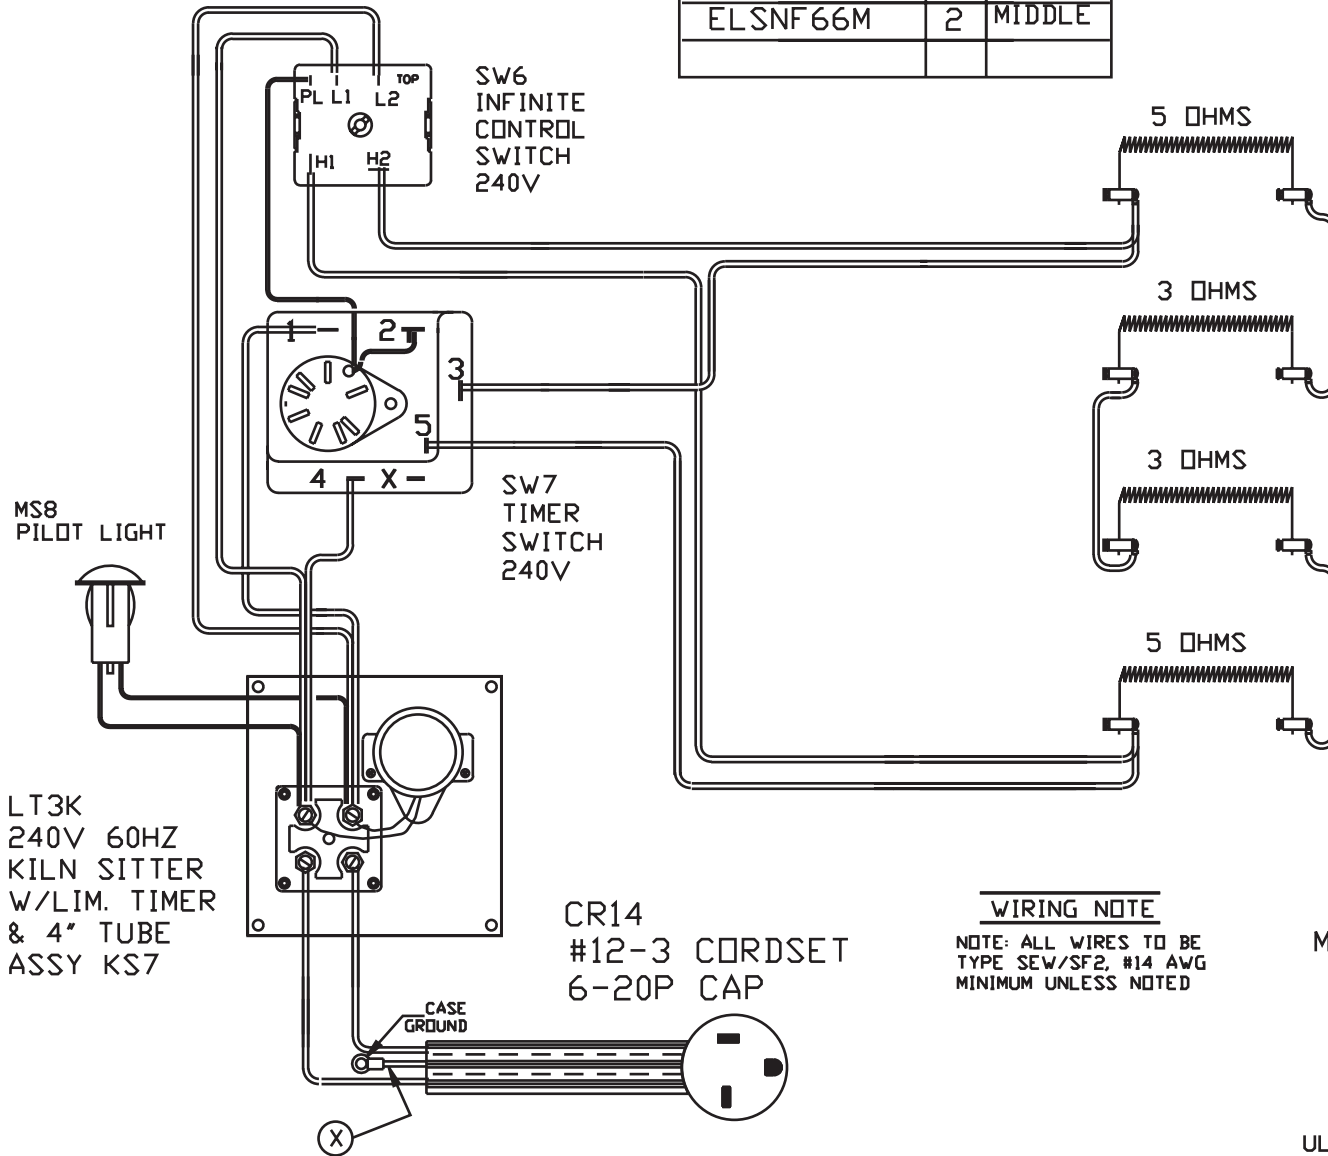 ELSNF66M 2 MIDDLE
TOP
PL L1 L2
H1 H2
SW6
INFINITE
CONTROL
SWITCH
240V
5 OHMS
3 OHMS
3 OHMS
5 OHMS
1 2
3
5
4 X
SW7
TIMER
SWITCH
240V
MS8
PILOT LIGHT
LT3K
240V 60HZ
KILN SITTER
W/LIM. TIMER
& 4" TUBE
ASSY KS7
CR14
#12-3 CORDSET
6-20P CAP
CASE
GROUND
X
WIRING NOTE
NOTE: ALL WIRES TO BE
TYPE SEW/SF2, #14 AWG
MINIMUM UNLESS NOTED
M
UL